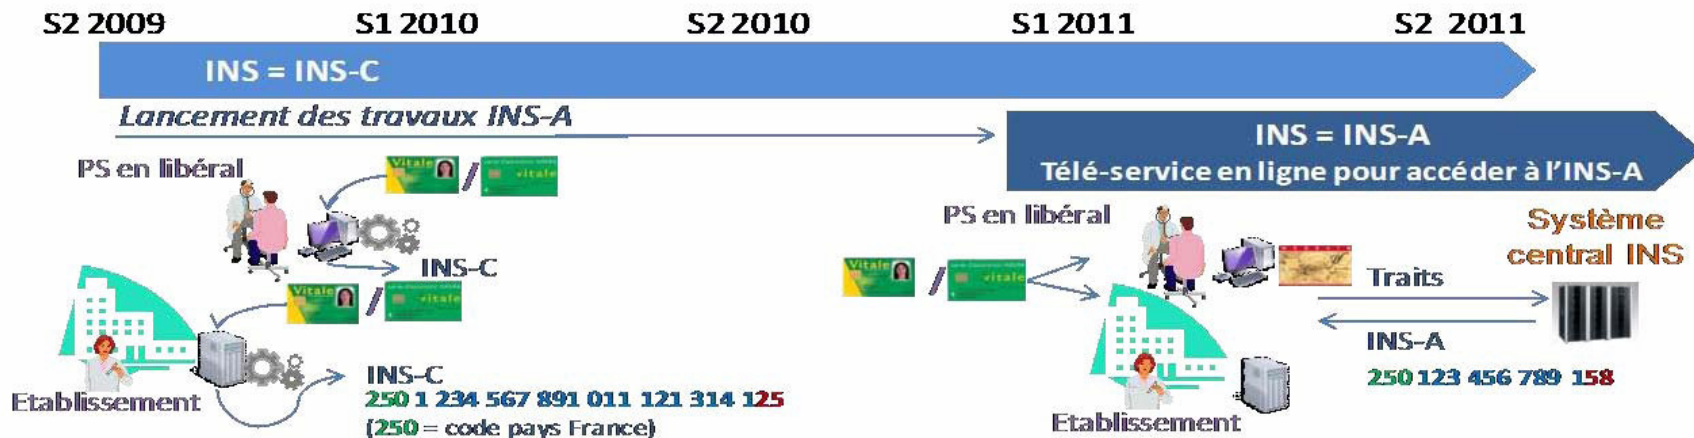 S2 2009 S1 2010 S2 2010 S1 2011 S2 2011
INS = INS-C
Lancement des travaux INS-A
INS = INS-A
Télé-service en ligne pour accéder à l'INS-A
PS en libéral
Vitale / vitale
INS-C
Vitale / vitale
Etablissement
INS-C
250 1 234 567 891 011 121 314 125
(250 = code pays France)
PS en libéral
Système
central INS
Vitale / vitale
Traits
INS-A
250 123 456 789 158
Etablissement